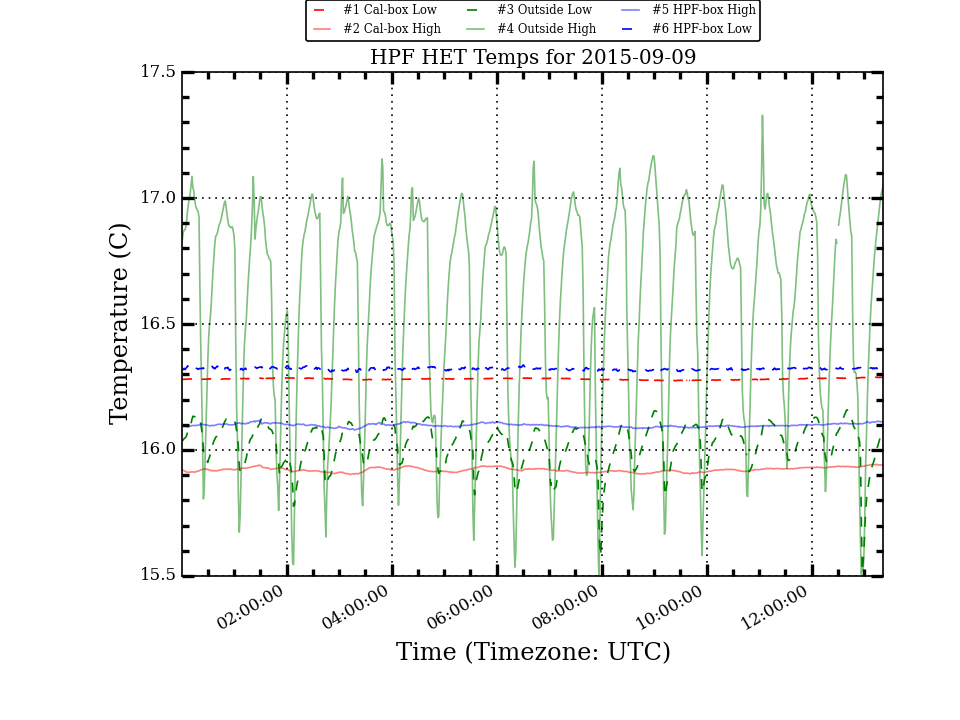 #1 Cal-box Low #3 Outside Low #5 HPF-box High
#2 Cal-box High #4 Outside High #6 HPF-box Low
HPF HET Temps for 2015-09-09
17.5
17.0
16.5
16.0
15.5
Temperature (C)
02:00:00 04:00:00 06:00:00 08:00:00 10:00:00 12:00:00
Time (Timezone: UTC)